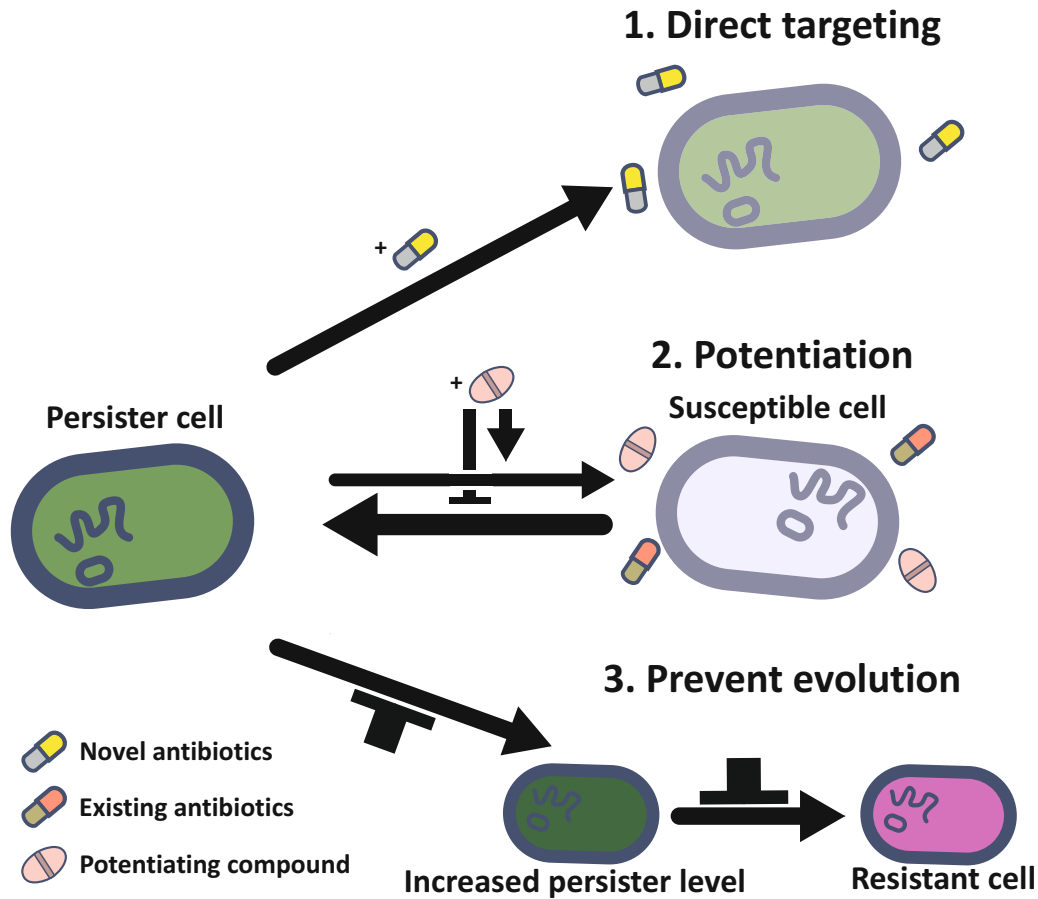 1. Direct targeting
+
2. Potentiation
+
Susceptible cell
Persister cell
3. Prevent evolution
Novel antibiotics
Existing antibiotics
Potentiating compound
Increased persister level
Resistant cell